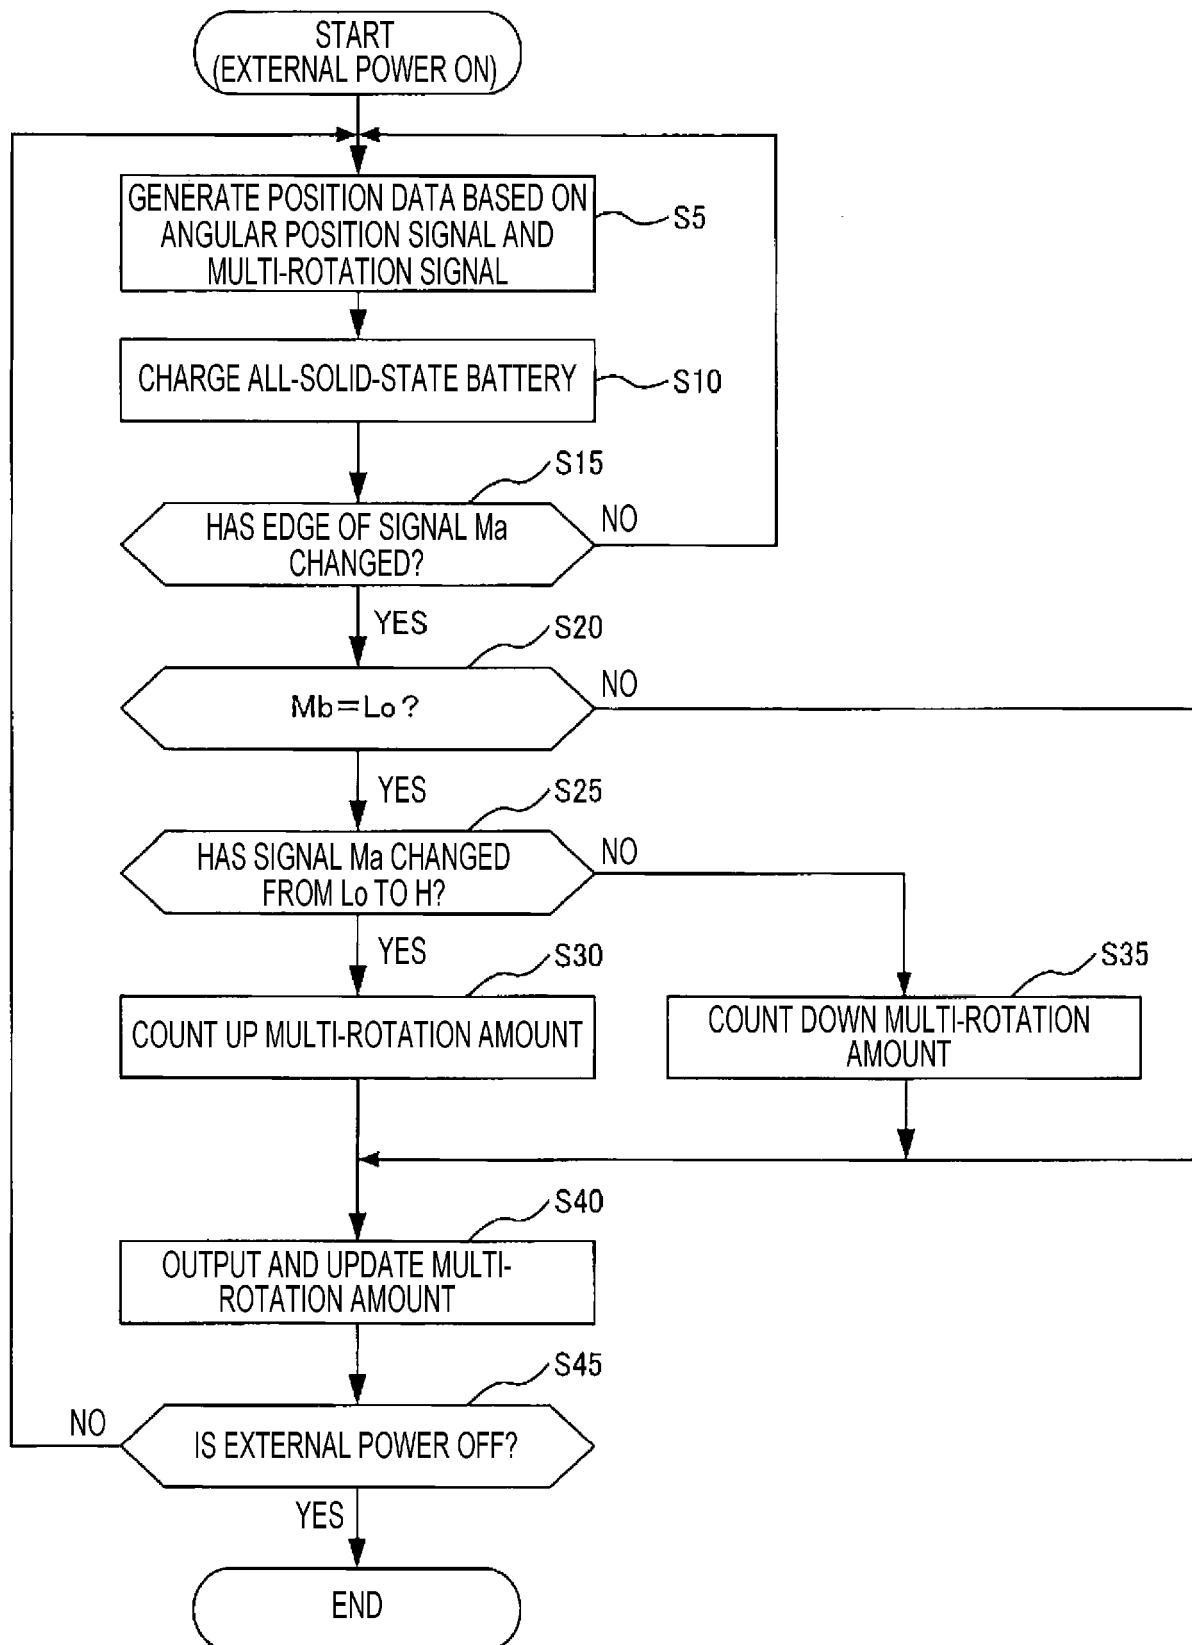 START
(EXTERNAL POWER ON)
GENERATE POSITION DATA BASED ON
ANGULAR POSITION SIGNAL AND
MULTI-ROTATION SIGNAL
S5
CHARGE ALL-SOLID-STATE BATTERY
S10
S15
HAS EDGE OF SIGNAL Ma
CHANGED?
NO
YES
S20
Mb=Lo?
NO
YES
S25
HAS SIGNAL Ma CHANGED
FROM Lo TO H?
NO
YES
S30
COUNT UP MULTI-ROTATION AMOUNT
S35
COUNT DOWN MULTI-ROTATION
AMOUNT
S40
OUTPUT AND UPDATE MULTI-
ROTATION AMOUNT
S45
NO
IS EXTERNAL POWER OFF?
YES
END